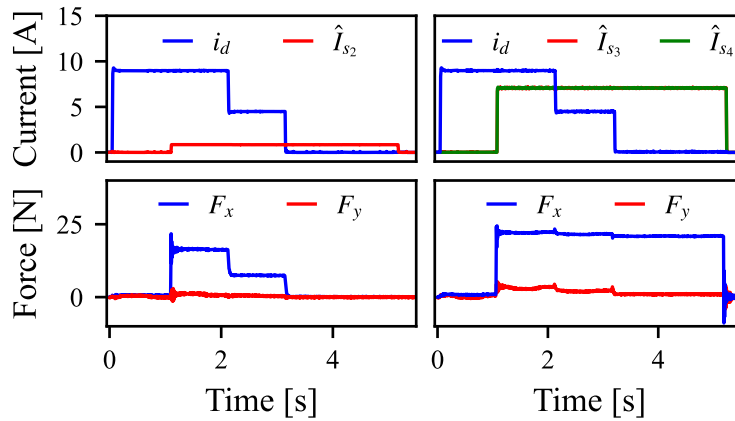 Current [A]
15
10
5
0
i_d Î_s₂
i_d Î_s₃ Î_s₄
Force [N]
25
0
F_x F_y
F_x F_y
0 2 4
0 2 4
Time [s] Time [s]